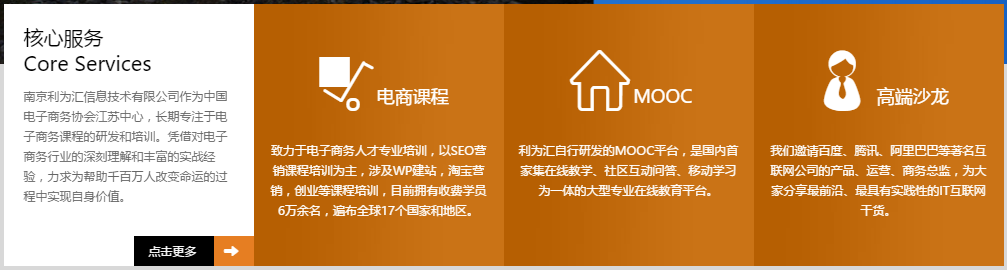 核心服务
Core Services
南京利为汇信息技术有限公司作为中国
电子商务协会江苏中心，长期专注于电
子商务课程的研发和培训。凭借对电子
商务行业的深刻理解和丰富的实战经
验，力求为帮助千百万人改变命运的过
程中实现自身价值。
点击更多
电商课程
致力于电子商务人才专业培训，以SEO营
销课程培训为主，涉及WP建站，淘宝营
销，创业等课程培训，目前拥有收费学员
6万余名，遍布全球17个国家和地区。
MOOC
利为汇自行研发的MOOC平台，是国内首
家集在线教学、社区互动问答、移动学习
为一体的大型专业在线教育平台。
高端沙龙
我们邀请百度、腾讯、阿里巴巴等著名互
联网公司的产品、运营、商务总监，为大
家分享最前沿、最具有实践性的IT互联网
干货。